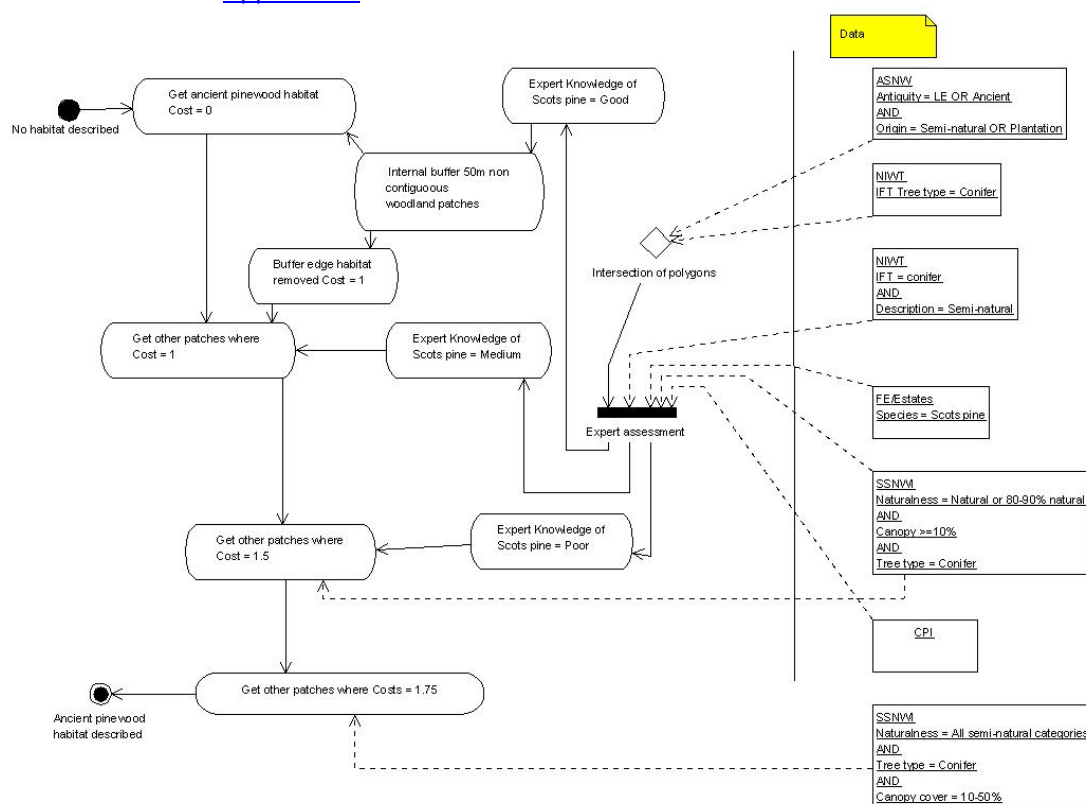 Data
ASNW
Antiquity = LE OR Ancient
AND
Origin = Semi-natural OR Plantation
Expert Knowledge of
Scots pine = Good
Get ancient pinewood habitat
Cost = 0
No habitat described
Internal buffer 50m non
contiguoous
woodland patches
NIWT
IFT Tree type = Conifer
Buffer edge habitat
removed Cost = 1
Intersection of polygons
NIWT
IFT = conifer
AND
Description = Semi-natural
Get other patches where
Cost = 1
Expert Knowledge of
Scots pine = Medium
FE/Estates
Species = Scots pine
Expert assessment
SSNWI
Naturalness = Natural or 80-90% natural
AND
Canopy >=10%
AND
Tree type = Conifer
Get other patches where
Cost = 1.5
Expert Knowledge of
Scots pine = Poor
CPI
Get other patches where Costs = 1.75
Ancient pinewood
habitat described
SSNWI
Naturalness = All semi-natural categories
AND
Tree type = Conifer
AND
Canopy cover = 10-50%